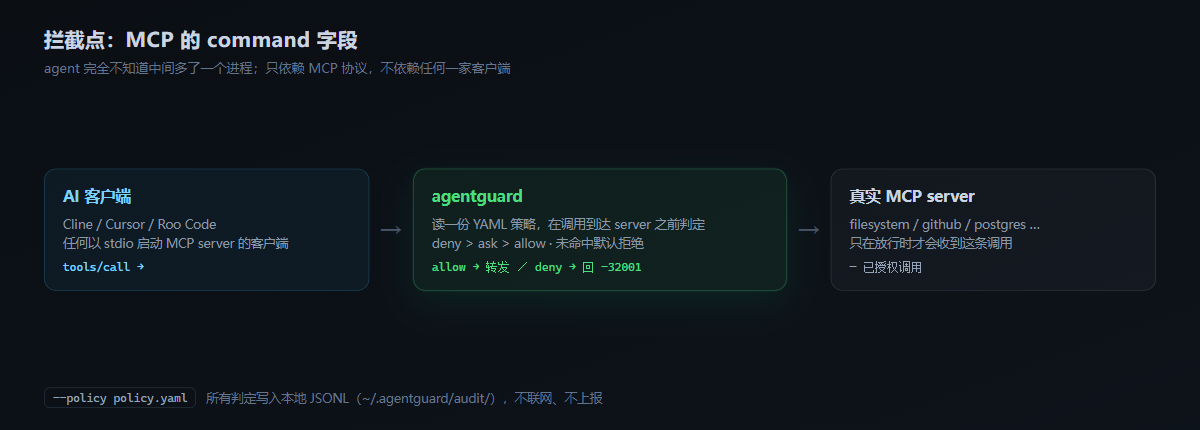 拦截点：MCP 的 command 字段
agent 完全不知道中间多了一个进程；只依赖 MCP 协议，不依赖任何一家客户端
AI 客户端
Cline / Cursor / Roo Code
任何以 stdio 启动 MCP server 的客户端
tools/call →
→
agentguard
读一份 YAML 策略，在调用到达 server 之前判定
deny > ask > allow · 未命中默认拒绝
allow → 转发 ／ deny → 回 -32001
→
真实 MCP server
filesystem / github / postgres …
只在放行时才会收到这条调用
— 已授权调用
--policy policy.yaml 所有判定写入本地 JSONL（~/.agentguard/audit/），不联网、不上报